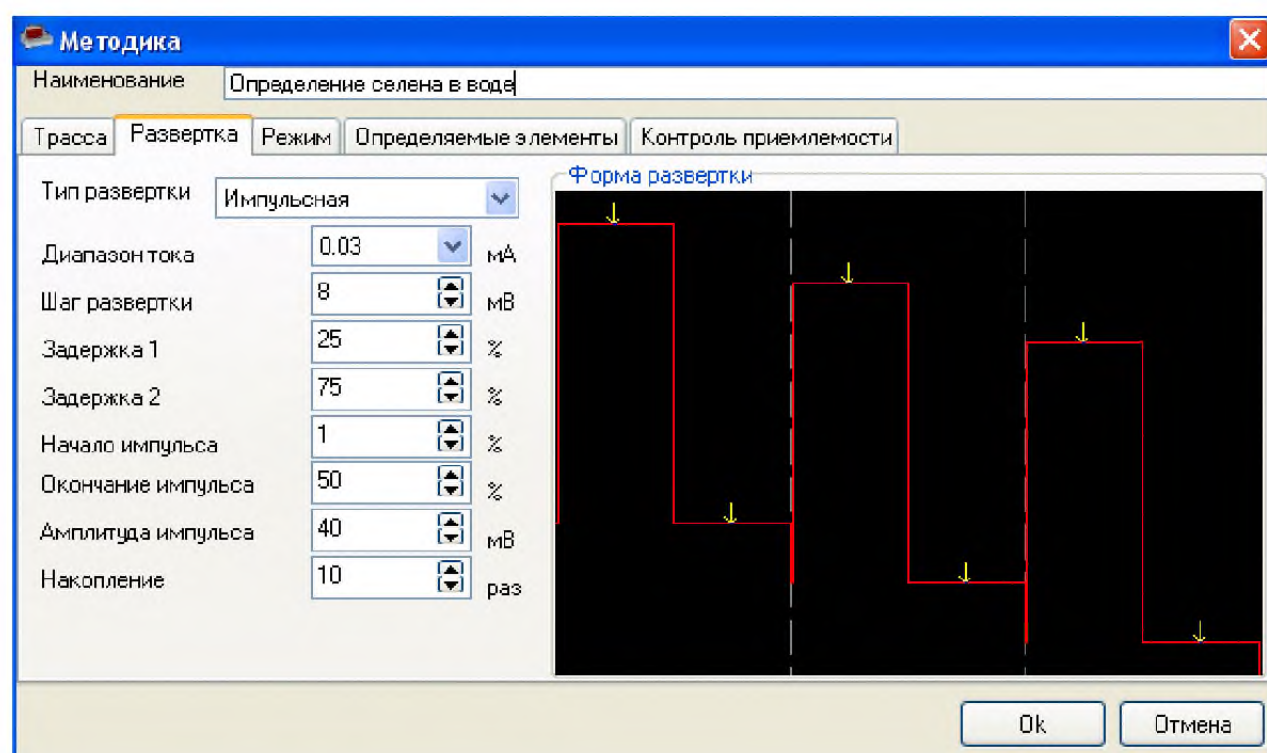 Методика
Наименование Определение селена в воде
Трасса Развертка Режим Определяемые элементы Контроль приемлемости
Тип развертки Импульсная
Диапазон тока 0.03 мА
Шаг развертки 8 мВ
Задержка 1 25 %
Задержка 2 75 %
Начало импульса 1 %
Окончание импульса 50 %
Амплитуда импульса 40 мВ
Накопление 10 раз
Форма развертки
Ok Отмена